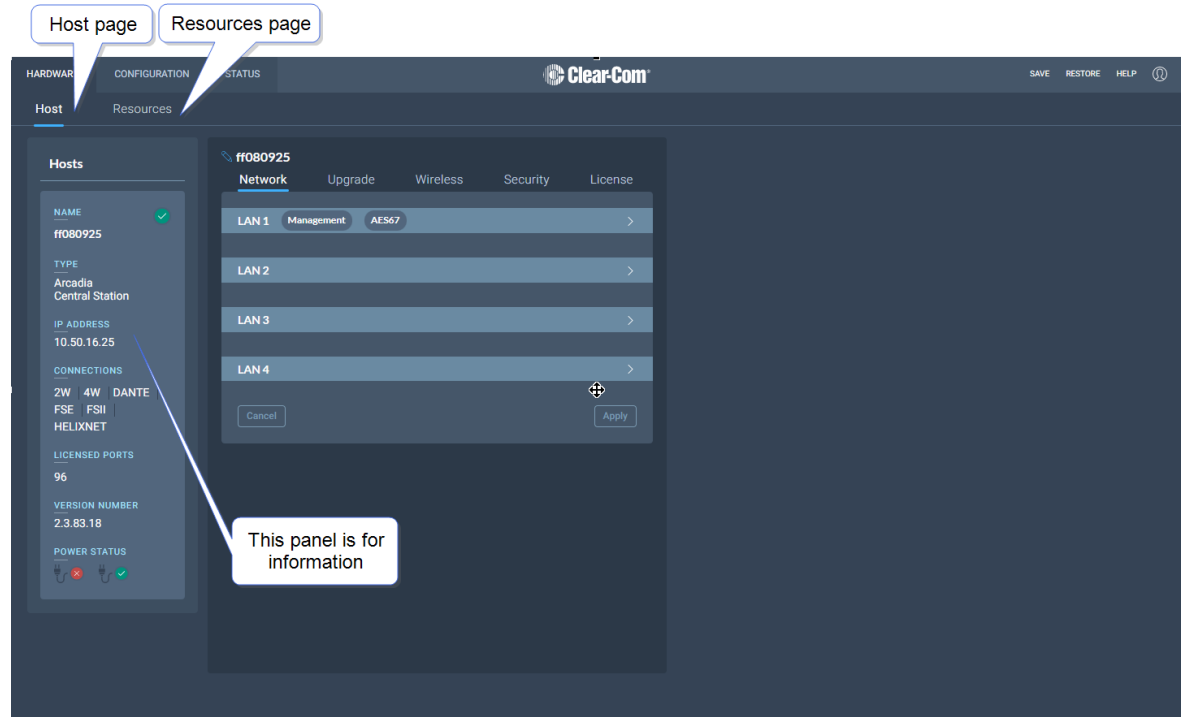 Host page
Resources page
HARDWAR
CONFIGURATION
STATUS
Clear-Com
SAVE
RESTORE
HELP
Host
Resources
Hosts
NAME
ff080925
TYPE
Arcadia
Central Station
IP ADDRESS
10.50.16.25
CONNECTIONS
2W 4W DANTE
FSE FSII
HELIXNET
LICENSED PORTS
96
VERSION NUMBER
2.3.83.18
POWER STATUS
ff080925
Network
Upgrade
Wireless
Security
License
LAN 1 Management AES67
LAN 2
LAN 3
LAN 4
Cancel
Apply
This panel is for
information